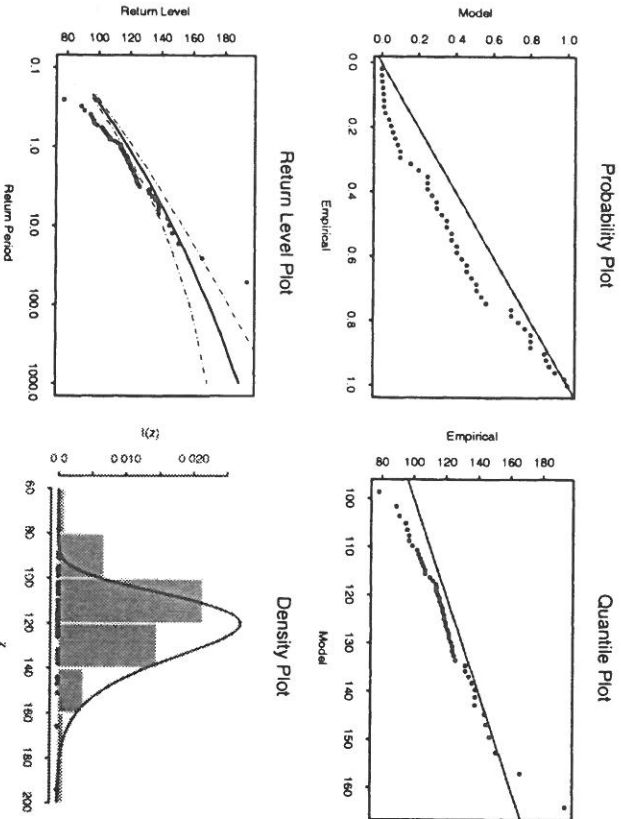 Probability Plot
Model
0.0 0.2 0.4 0.6 0.8 1.0
0.0 0.2 0.4 0.6 0.8 1.0
Empirical
Quantile Plot
Empirical
80 100 120 140 160 180
100 110 120 130 140 150 160
Model
Return Level Plot
Return Level
80 100 120 140 160 180
0.1 1.0 10.0 100.0 1000.0
Return Period
Density Plot
f(z)
0.0 0.010 0.020
60 80 100 120 140 160 180 200
z